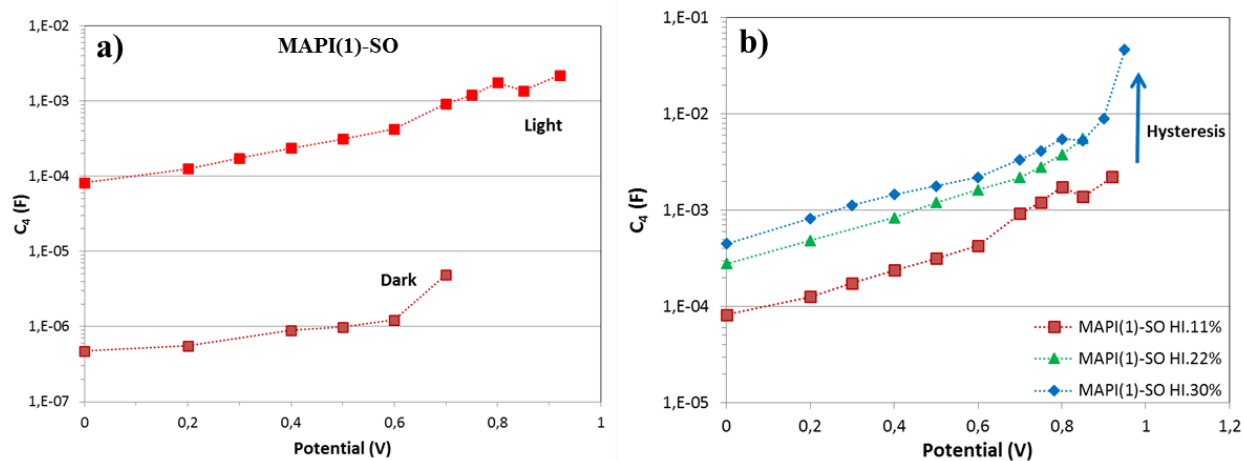 a)
MAPI(1)-SO
1,E-02
1,E-03
1,E-04
1,E-05
1,E-06
1,E-07
C4 (F)
Light
Dark
0
0,2
0,4
0,6
0,8
1
Potential (V)
b)
1,E-01
1,E-02
1,E-03
1,E-04
1,E-05
C4 (F)
Hysteresis
MAPI(1)-SO HI.11%
MAPI(1)-SO HI.22%
MAPI(1)-SO HI.30%
0
0,2
0,4
0,6
0,8
1
1,2
Potential (V)